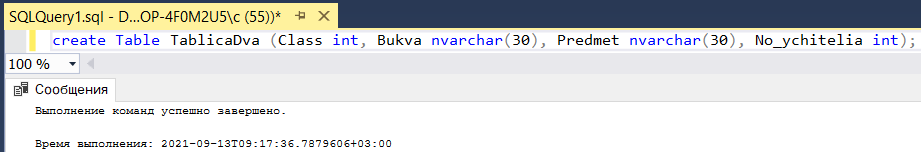 SQLQuery1.sql - D...OP-4F0M2U5\c (55))*
create Table TablicaDva (Class int, Bukva nvarchar(30), Predmet nvarchar(30), No_ychitelia int);
100 %
Сообщения
Выполнение команд успешно завершено.
Время выполнения: 2021-09-13T09:17:36.7879606+03:00